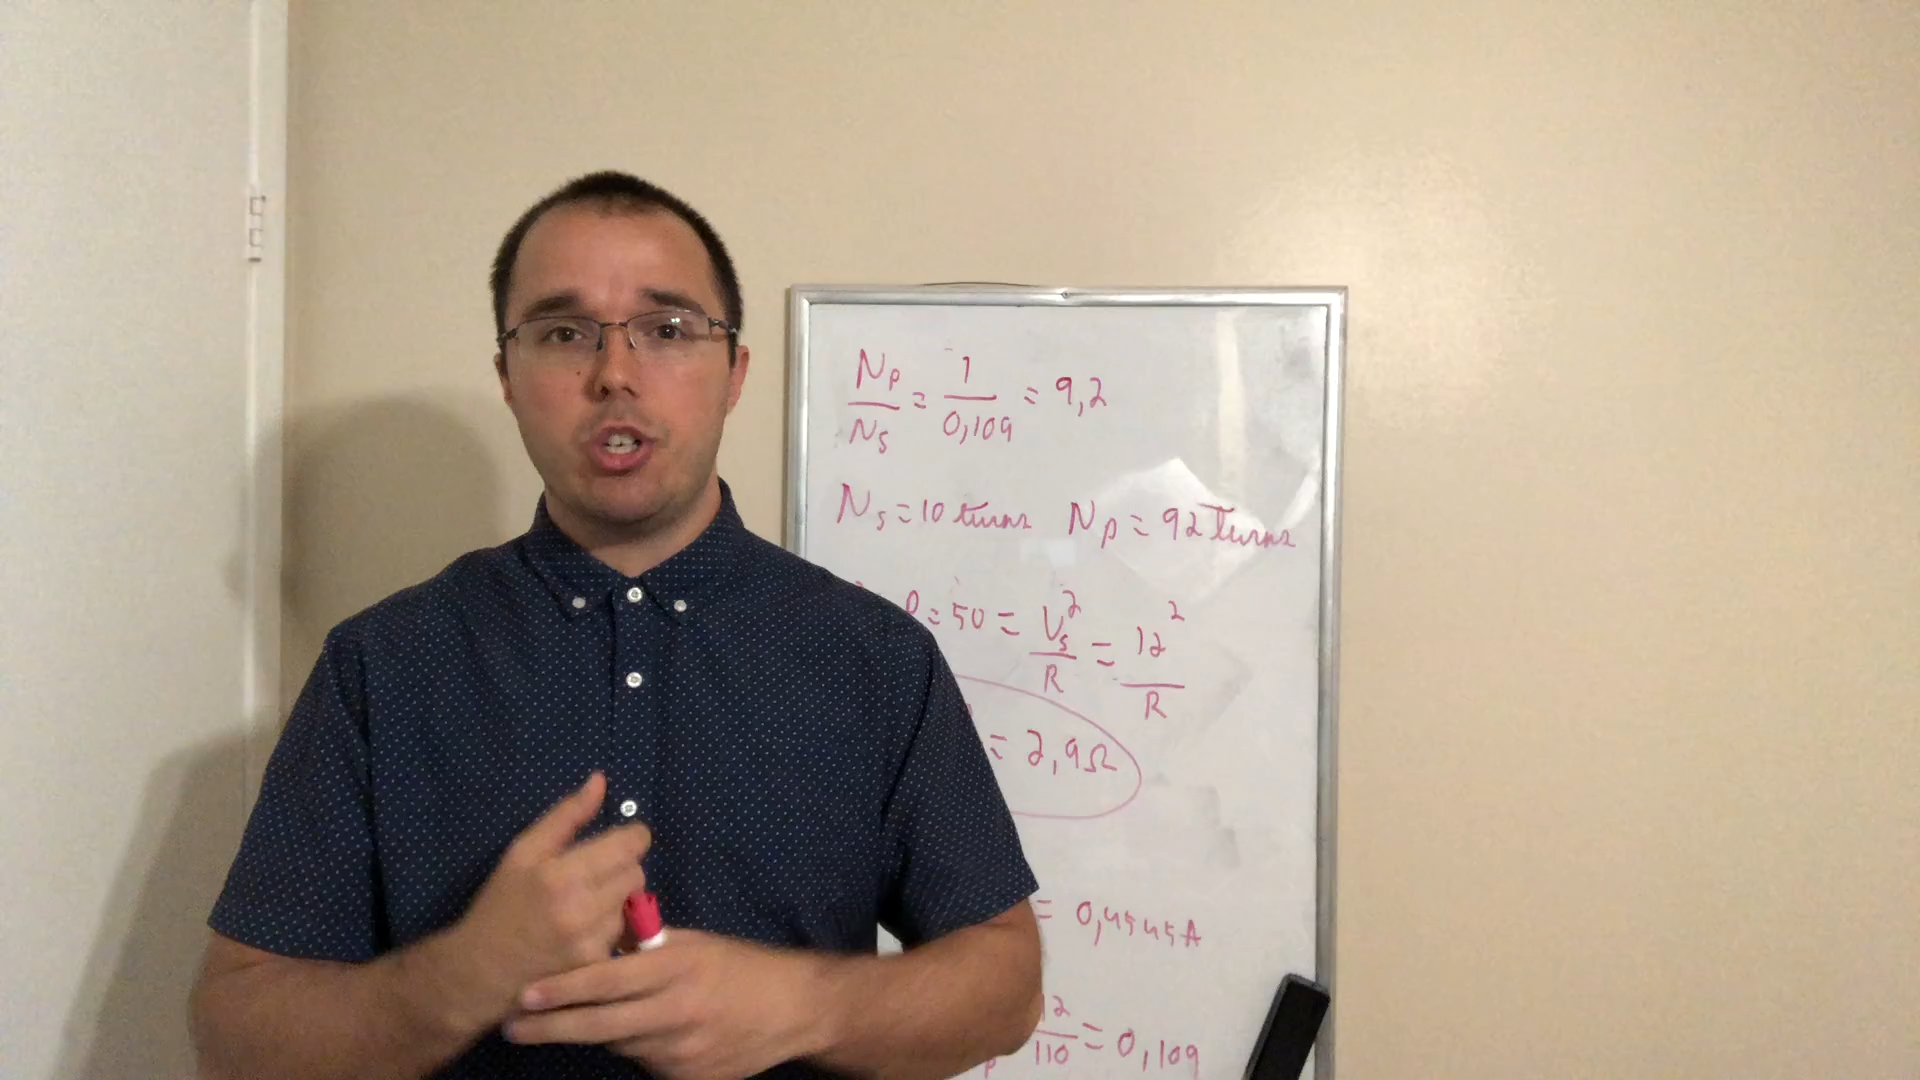 Np/Ns = 1/0,109 = 9,2
Ns = 10 turns Np = 92 Turns
P = 50 = Vs²/R = 12²/R
= 2,9Ω
= 0,4545A
12/110 = 0,109